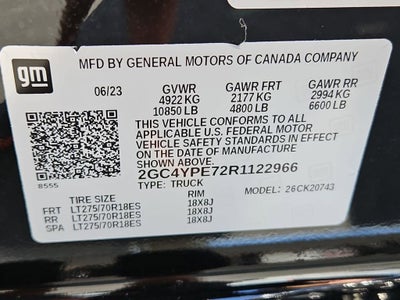 gm
MFD BY GENERAL MOTORS OF CANADA COMPANY
06/23 GVWR GAWR FRT GAWR RR
4922 KG 2177 KG 2994 KG
10850 LB 4800 LB 6600 LB
THIS VEHICLE CONFORMS TO ALL
APPLICABLE U.S. FEDERAL MOTOR
VEHICLE SAFETY STANDARDS IN EFFECT
ON THE DATE OF MANUFACTURE
SHOWN ABOVE.
2GC4YPE72R1122966
8555 TYPE: TRUCK MODEL: 26CK20743
TIRE SIZE RIM
FRT LT275/70R18ES 18X8J
RR LT275/70R18ES 18X8J
SPA LT275/70R18ES 18X8J